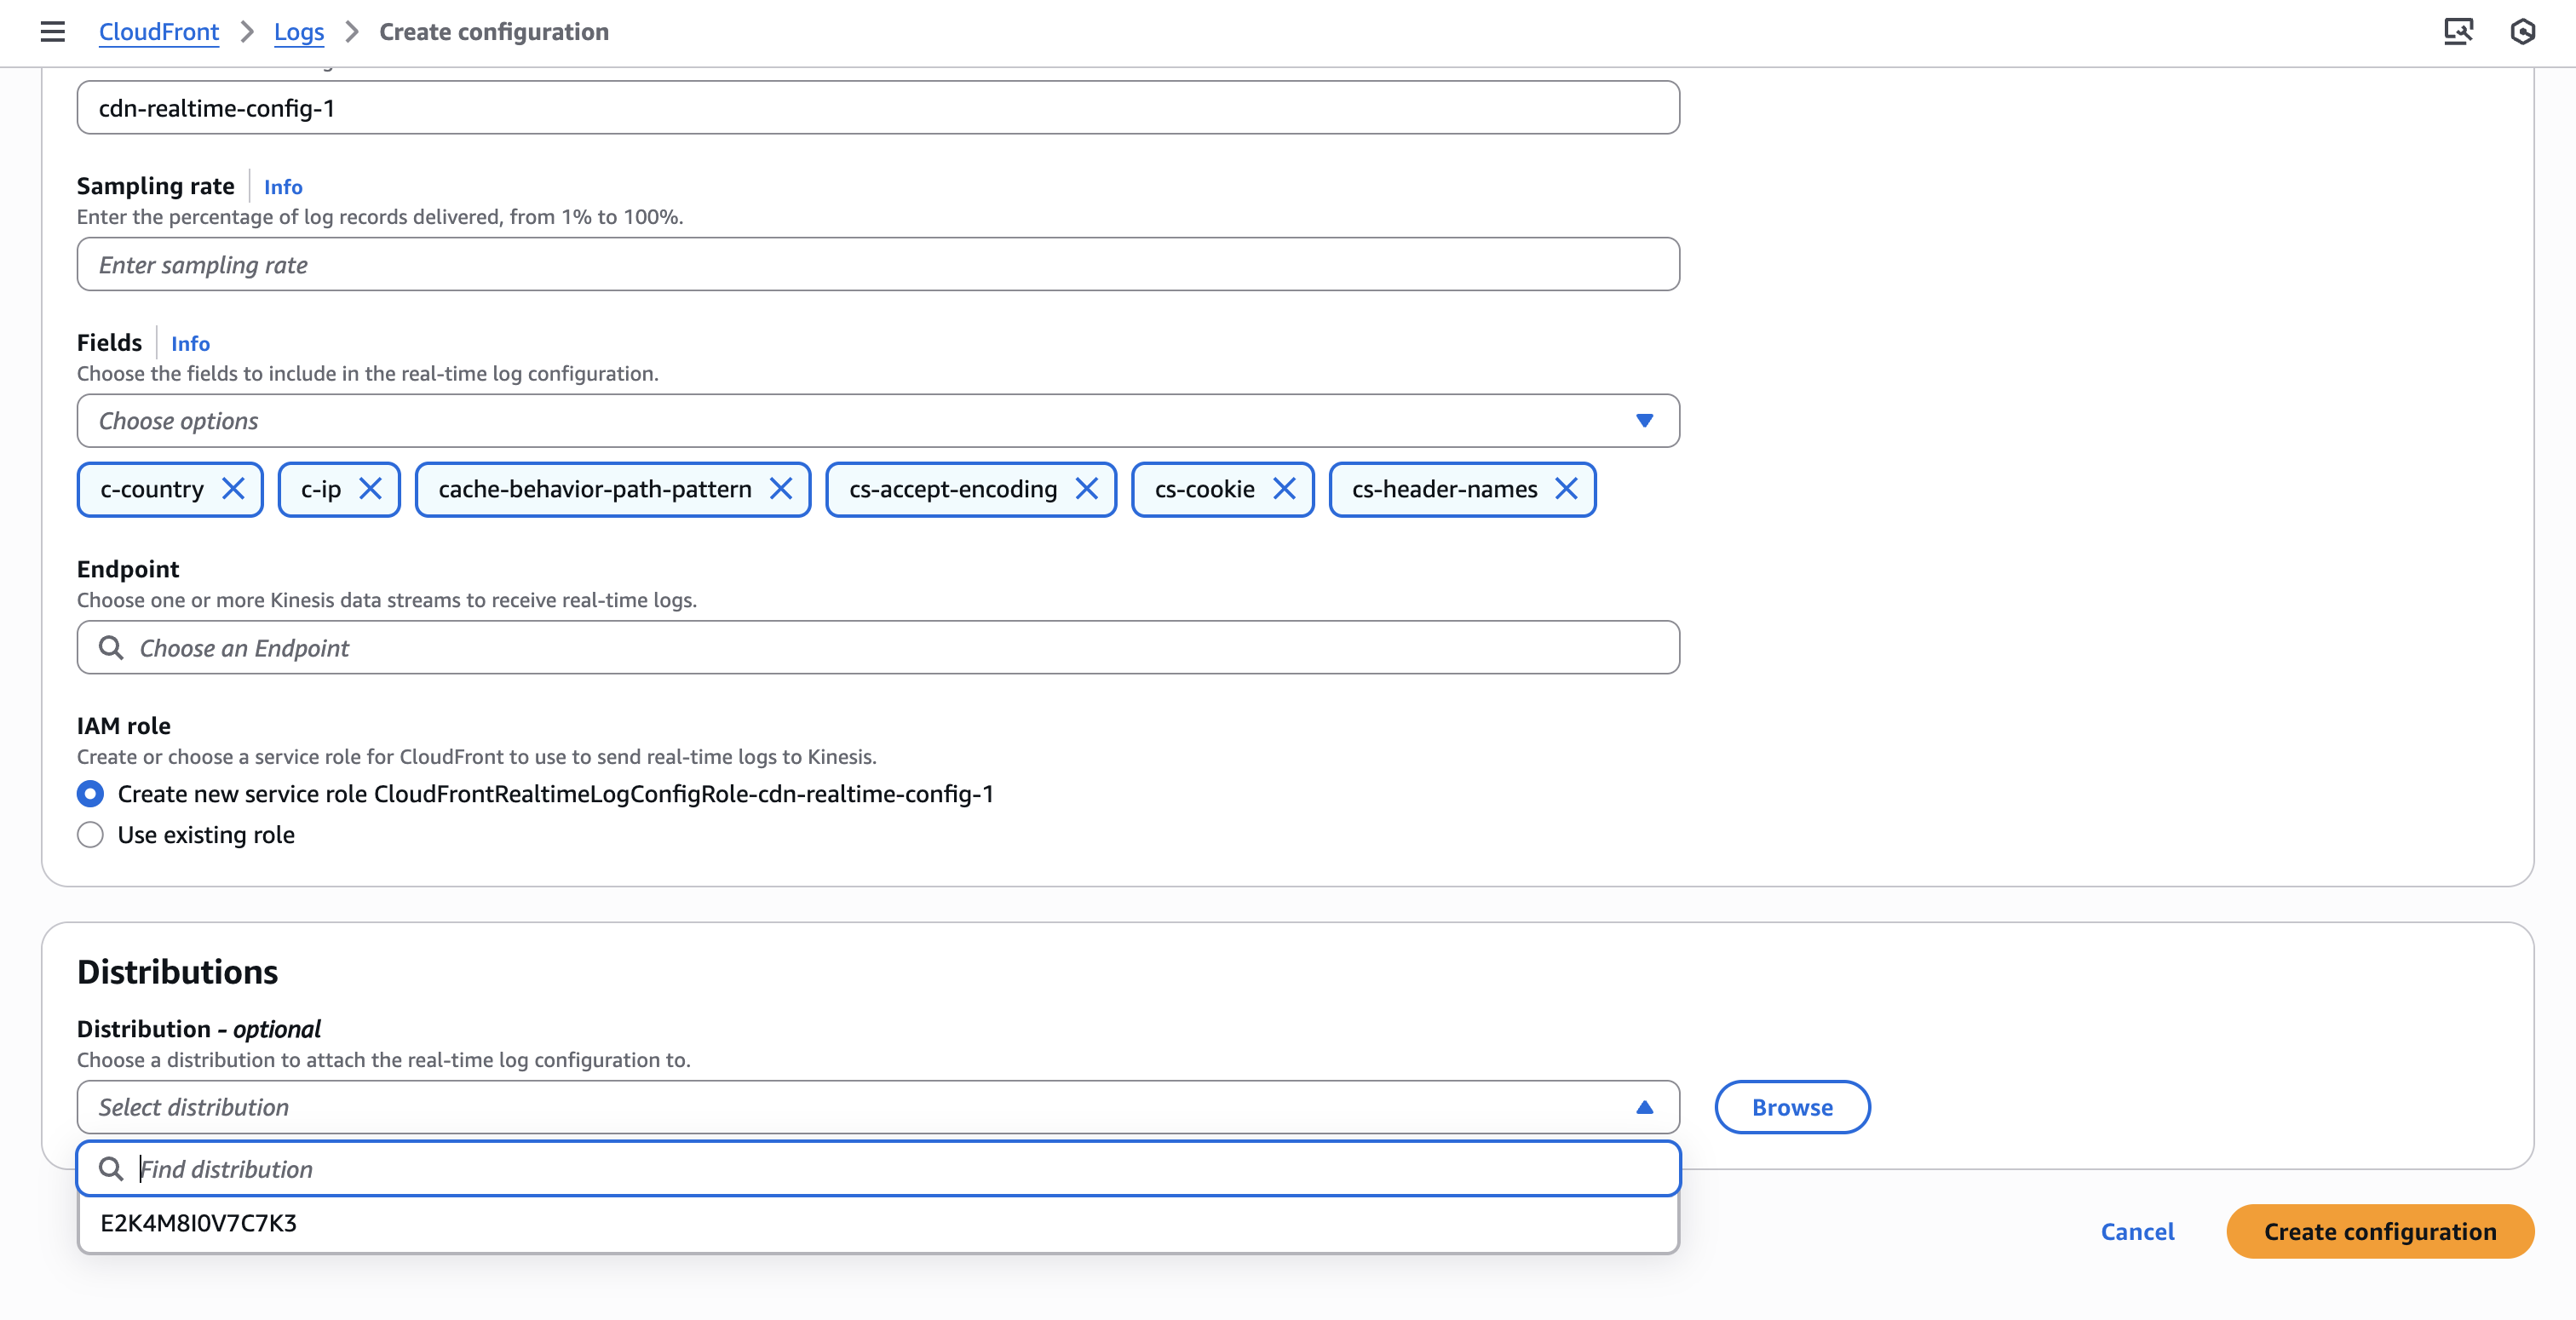 CloudFront > Logs > Create configuration
cdn-realtime-config-1
Sampling rate Info
Enter the percentage of log records delivered, from 1% to 100%.
Enter sampling rate
Fields Info
Choose the fields to include in the real-time log configuration.
Choose options
c-country c-ip cache-behavior-path-pattern cs-accept-encoding cs-cookie cs-header-names
Endpoint
Choose one or more Kinesis data streams to receive real-time logs.
Choose an Endpoint
IAM role
Create or choose a service role for CloudFront to use to send real-time logs to Kinesis.
Create new service role CloudFrontRealtimeLogConfigRole-cdn-realtime-config-1
Use existing role
Distributions
Distribution - optional
Choose a distribution to attach the real-time log configuration to.
Select distribution Browse
Find distribution
E2K4M8I0V7C7K3
Cancel Create configuration